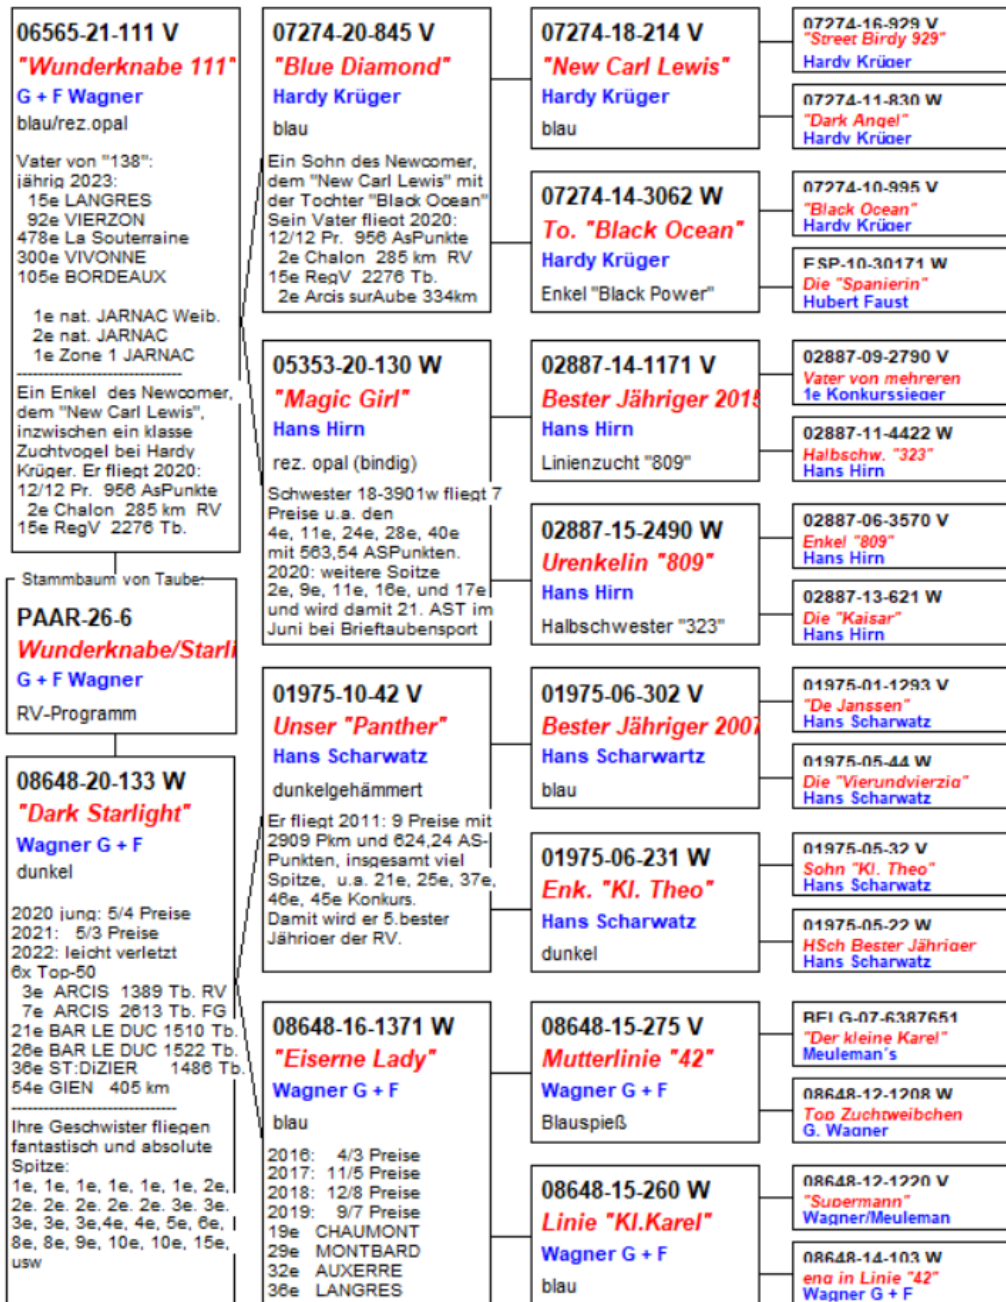 06565-21-111 V
"Wunderknabe 111"
G + F Wagner
blau/rez.opal
Vater von "138":
jährig 2023:
15e LANGRES
92e VIERZON
478e La Souterraine
300e VIVONNE
105e BORDEAUX
1e nat. JARNAC Weib.
2e nat. JARNAC
1e Zone 1 JARNAC
--------------------------------
Ein Enkel des Newcomer,
dem "New Carl Lewis",
inzwischen ein klasse
Zuchtvogel bei Hardy
Krüger. Er fliegt 2020:
12/12 Pr. 956 AsPunkte
2e Chalon 285 km RV
15e RegV 2276 Tb.
Stammbaum von Taube:
PAAR-26-6
Wunderknabe/Starli
G + F Wagner
RV-Programm
08648-20-133 W
"Dark Starlight"
Wagner G + F
dunkel
2020 jung: 5/4 Preise
2021: 5/3 Preise
2022: leicht verletzt
6x Top-50
3e ARCIS 1389 Tb. RV
7e ARCIS 2613 Tb. FG
21e BAR LE DUC 1510 Tb.
26e BAR LE DUC 1522 Tb.
36e ST:DiZIER 1486 Tb.
54e GIEN 405 km
--------------------------------
Ihre Geschwister fliegen
fantastisch und absolute
Spitze:
1e, 1e, 1e, 1e, 1e, 1e, 2e,
2e. 2e. 2e. 2e. 2e. 3e. 3e.
3e, 3e, 3e,4e, 4e, 5e, 6e,
8e, 8e, 9e, 10e, 10e, 15e,
usw
07274-20-845 V
"Blue Diamond"
Hardy Krüger
blau
Ein Sohn des Newcomer,
dem "New Carl Lewis" mit
der Tochter "Black Ocean"
Sein Vater fliegt 2020:
12/12 Pr. 956 AsPunkte
2e Chalon 285 km RV
15e RegV 2276 Tb.
2e Arcis surAube 334km
05353-20-130 W
"Magic Girl"
Hans Hirn
rez. opal (bindig)
Schwester 18-3901w fliegt 7
Preise u.a. den
4e, 11e, 24e, 28e, 40e
mit 563,54 ASPunkten.
2020: weitere Spitze
2e, 9e, 11e, 16e, und 17e
und wird damit 21. AST im
Juni bei Brieftaubensport
01975-10-42 V
Unser "Panther"
Hans Scharwatz
dunkelgehämmert
Er fliegt 2011: 9 Preise mit
2909 Pkm und 624,24 AS-
Punkten, insgesamt viel
Spitze, u.a. 21e, 25e, 37e,
46e, 45e Konkurs.
Damit wird er 5.bester
Jähriger der RV.
08648-16-1371 W
"Eiserne Lady"
Wagner G + F
blau
2016: 4/3 Preise
2017: 11/5 Preise
2018: 12/8 Preise
2019: 9/7 Preise
19e CHAUMONT
29e MONTBARD
32e AUXERRE
36e LANGRES
07274-18-214 V
"New Carl Lewis"
Hardy Krüger
blau
07274-14-3062 W
To. "Black Ocean"
Hardy Krüger
Enkel "Black Power"
02887-14-1171 V
Bester Jähriger 2015
Hans Hirn
Linienzucht "809"
02887-15-2490 W
Urenkelin "809"
Hans Hirn
Halbschwester "323"
01975-06-302 V
Bester Jähriger 2007
Hans Scharwartz
blau
01975-06-231 W
Enk. "Kl. Theo"
Hans Scharwatz
dunkel
08648-15-275 V
Mutterlinie "42"
Wagner G + F
Blauspieß
08648-15-260 W
Linie "Kl.Karel"
Wagner G + F
blau
07274-16-929 V
"Street Birdy 929"
Hardy Krüger
07274-11-830 W
"Dark Angel"
Hardy Krüger
07274-10-995 V
"Black Ocean"
Hardy Krüger
ESP-10-30171 W
Die "Spanierin"
Hubert Faust
02887-09-2790 V
Vater von mehreren
1e Konkurssieger
02887-11-4422 W
Halbschw. "323"
Hans Hirn
02887-06-3570 V
Enkel "809"
Hans Hirn
02887-13-621 W
Die "Kaisar"
Hans Hirn
01975-01-1293 V
"De Janssen"
Hans Scharwatz
01975-05-44 W
Die "Vierundvierzig"
Hans Scharwatz
01975-05-32 V
Sohn "Kl. Theo"
Hans Scharwatz
01975-05-22 W
HSch Bester Jähriger
Hans Scharwatz
BELG-07-6387651
"Der kleine Karel"
Meuleman´s
08648-12-1208 W
Top Zuchtweibchen
G. Wagner
08648-12-1220 V
"Supermann"
Wagner/Meuleman
08648-14-103 W
eng in Linie "42"
Wagner G + F